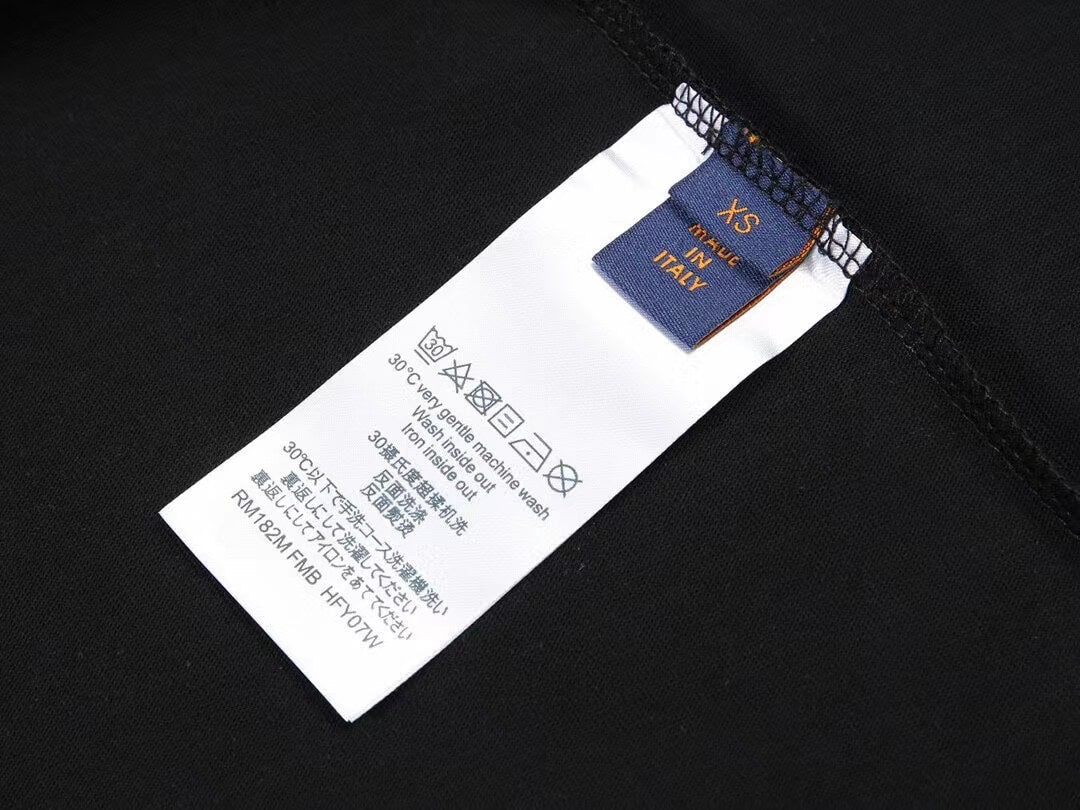 XS
MADE
IN
ITALY
30
30°C very gentle machine wash
Wash inside out
Iron inside out
30摄氏度超揉机洗
反面洗涤
反面熨烫
30℃以下で手洗コース洗濯機洗い
裏返しにして洗濯してください
裏返しにしてアイロンをあててください
RM182M FMB HFY07W